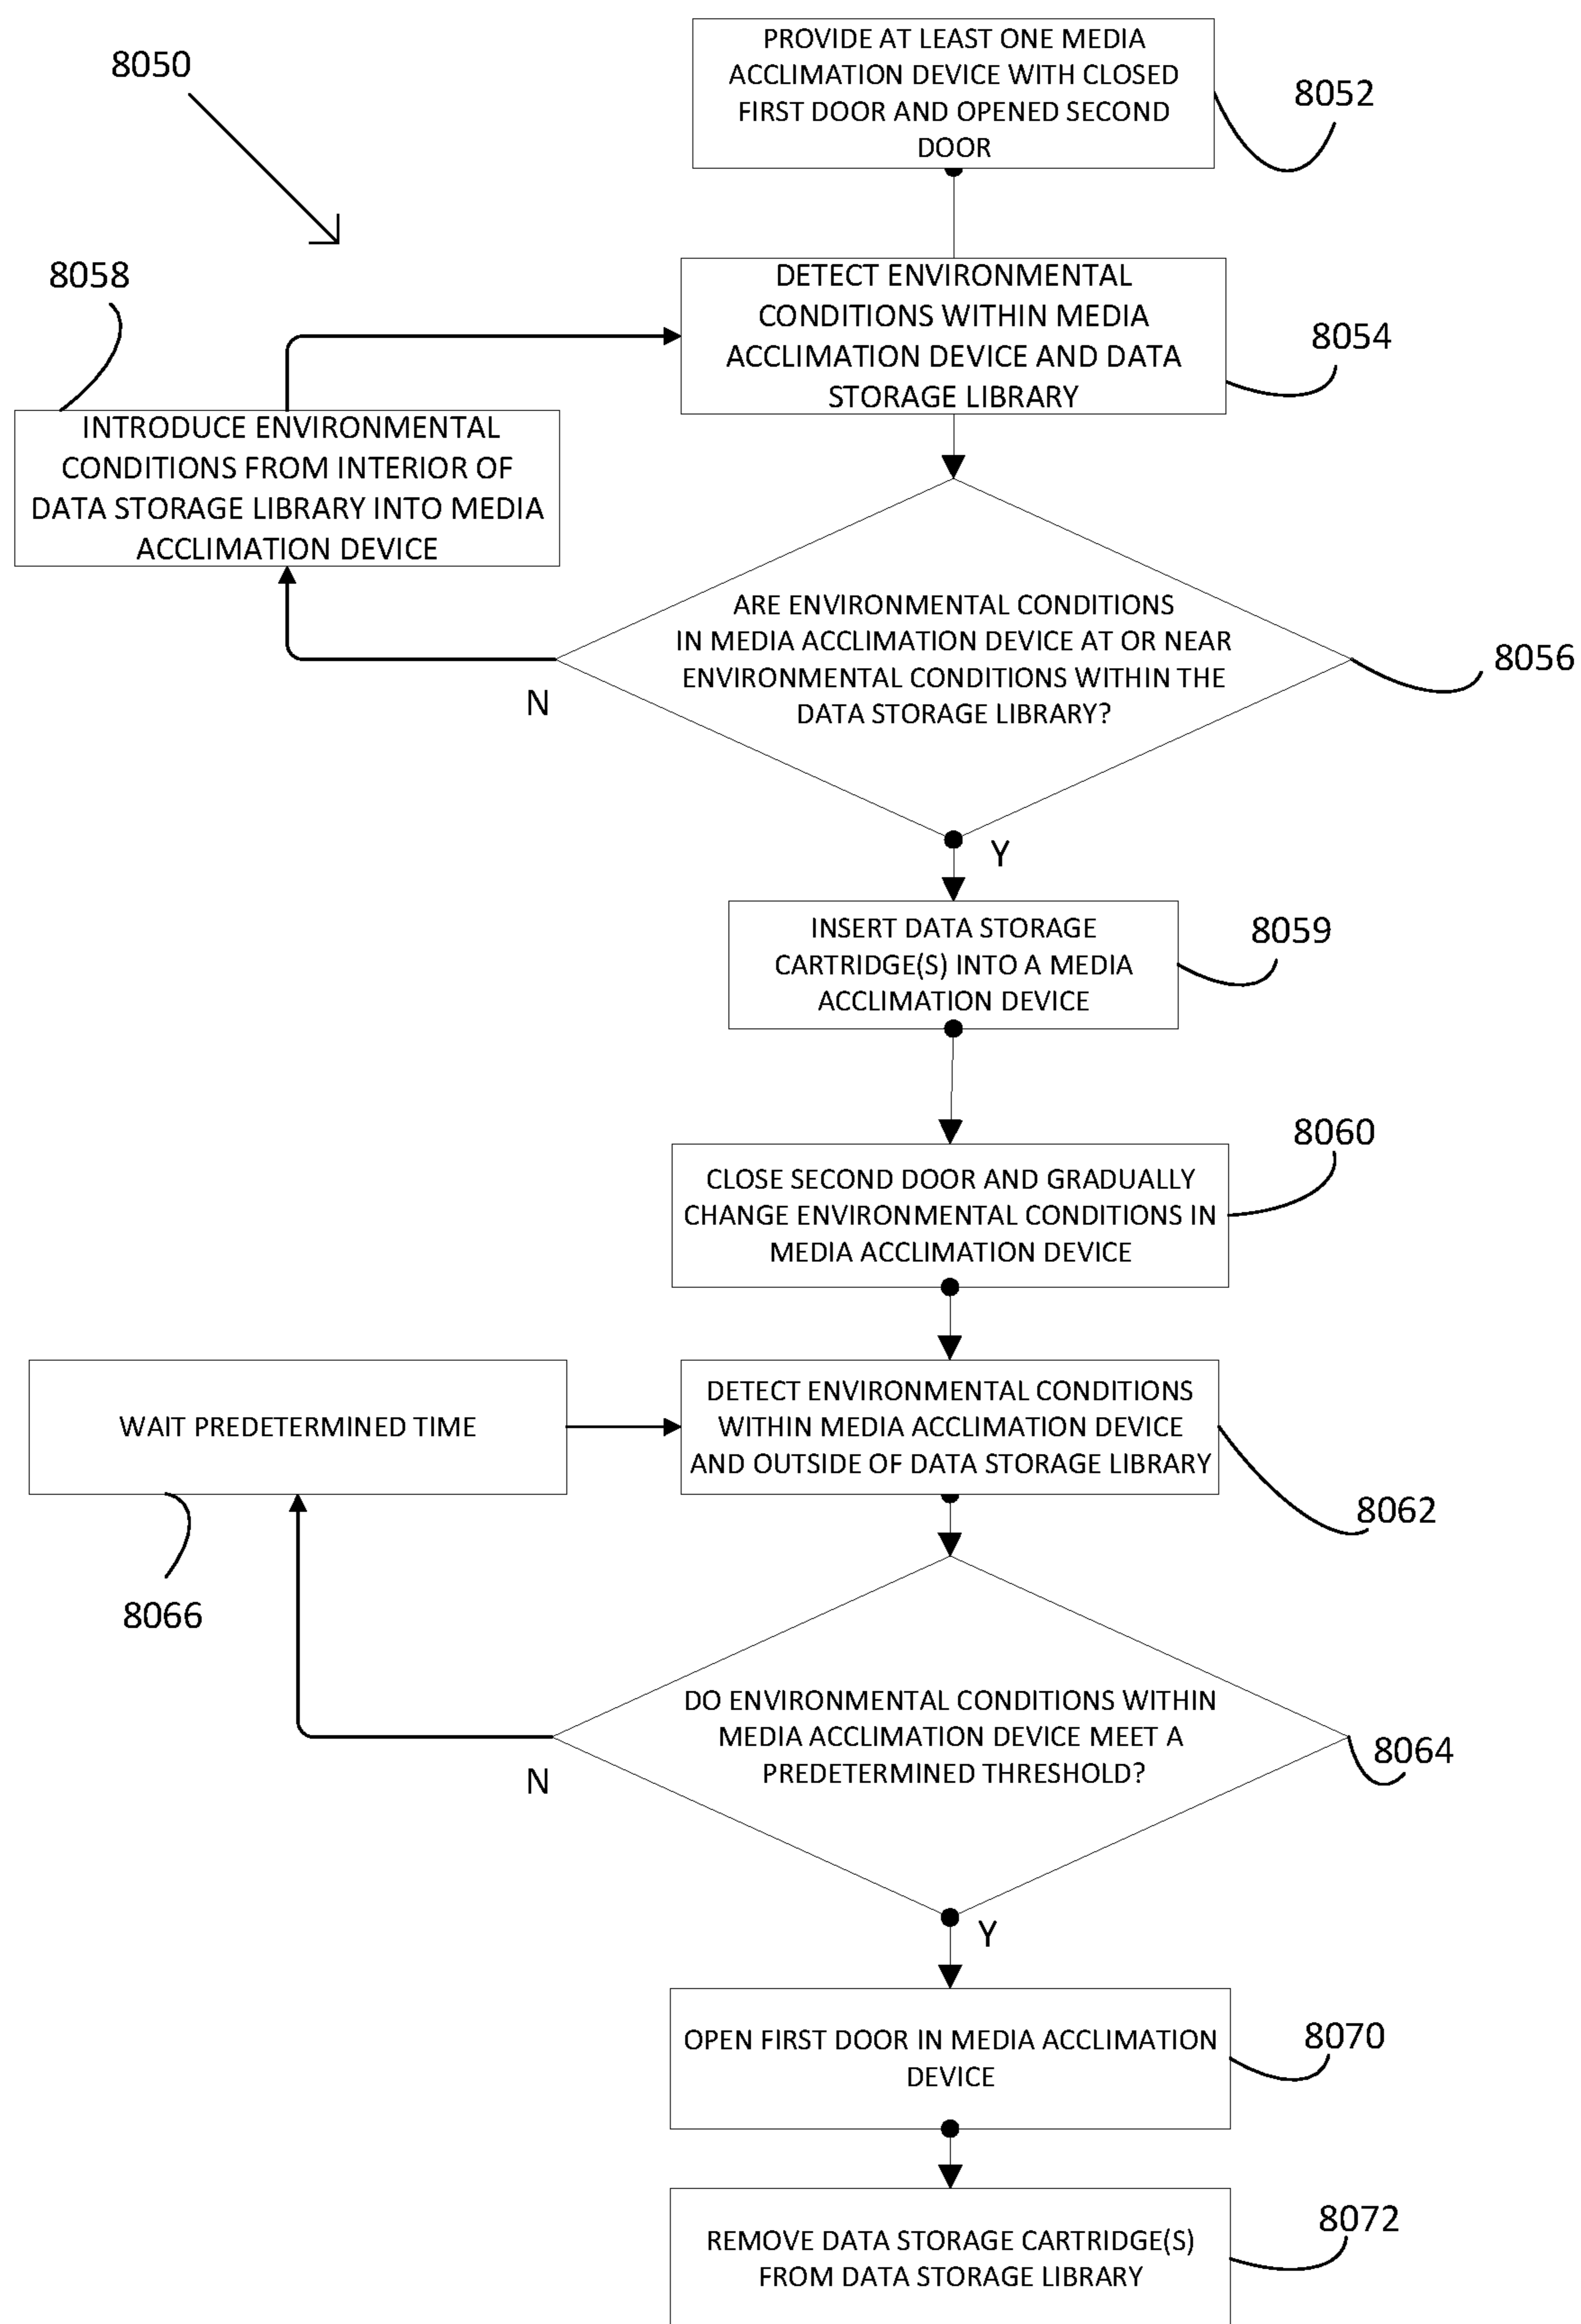 PROVIDE AT LEAST ONE MEDIA
ACCLIMATION DEVICE WITH CLOSED
FIRST DOOR AND OPENED SECOND
DOOR
8050
8052
8058
DETECT ENVIRONMENTAL
CONDITIONS WITHIN MEDIA
ACCLIMATION DEVICE AND DATA
STORAGE LIBRARY
8054
INTRODUCE ENVIRONMENTAL
CONDITIONS FROM INTERIOR OF
DATA STORAGE LIBRARY INTO MEDIA
ACCLIMATION DEVICE
ARE ENVIRONMENTAL CONDITIONS
IN MEDIA ACCLIMATION DEVICE AT OR NEAR
ENVIRONMENTAL CONDITIONS WITHIN THE
DATA STORAGE LIBRARY?
8056
N
Y
INSERT DATA STORAGE
CARTRIDGE(S) INTO A MEDIA
ACCLIMATION DEVICE
8059
8060
CLOSE SECOND DOOR AND GRADUALLY
CHANGE ENVIRONMENTAL CONDITIONS IN
MEDIA ACCLIMATION DEVICE
WAIT PREDETERMINED TIME
DETECT ENVIRONMENTAL CONDITIONS
WITHIN MEDIA ACCLIMATION DEVICE
AND OUTSIDE OF DATA STORAGE LIBRARY
8062
8066
DO ENVIRONMENTAL CONDITIONS WITHIN
MEDIA ACCLIMATION DEVICE MEET A
PREDETERMINED THRESHOLD?
8064
N
Y
OPEN FIRST DOOR IN MEDIA ACCLIMATION
DEVICE
8070
REMOVE DATA STORAGE CARTRIDGE(S)
FROM DATA STORAGE LIBRARY
8072